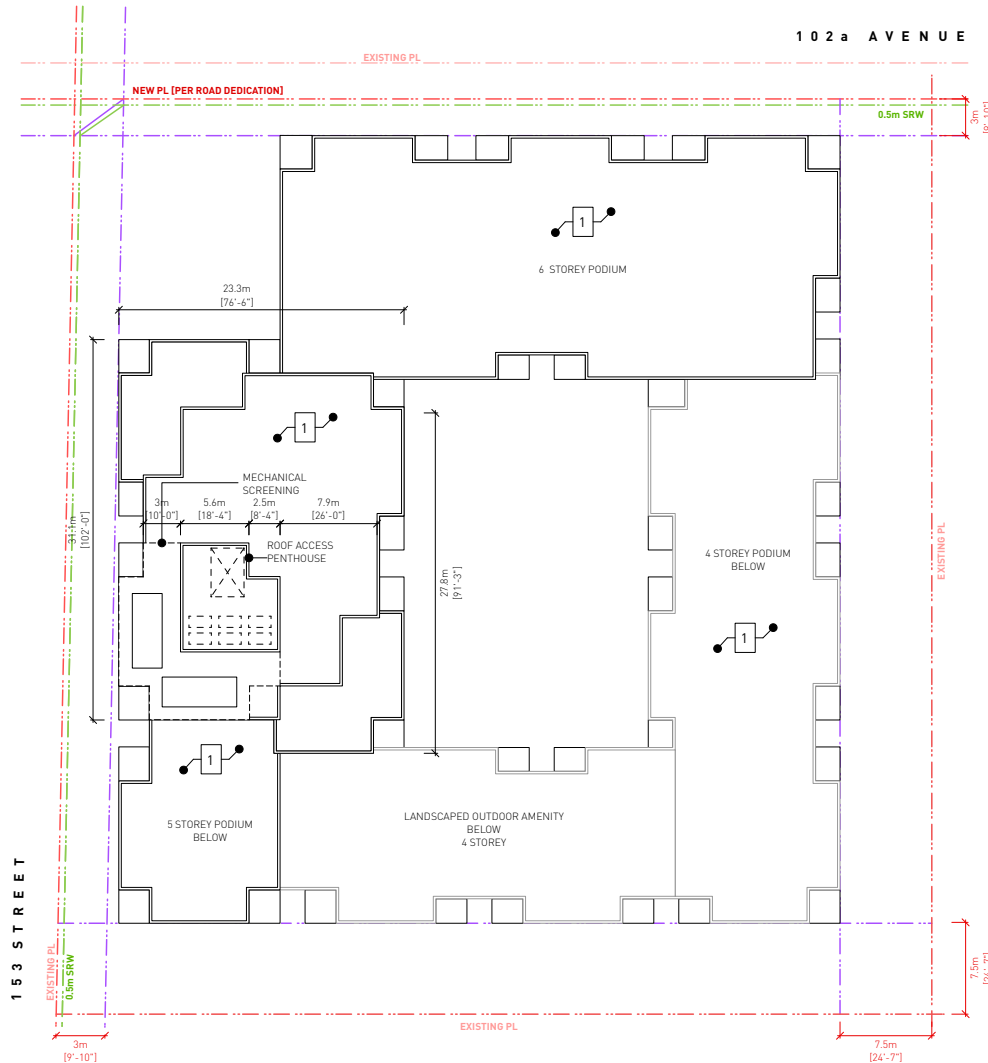 102a AVENUE
EXISTING PL
NEW PL [PER ROAD DEDICATION]
0.5m SRW
3m
[9'-10"]
1
6 STOREY PODIUM
23.3m
[76'-6"]
1
MECHANICAL
SCREENING
3m
[10'-0"]
5.6m
[18'-4"]
2.5m
[8'-4"]
7.9m
[26'-0"]
31.1m
[102'-0"]
ROOF ACCESS
PENTHOUSE
27.8m
[91'-3"]
4 STOREY PODIUM
BELOW
EXISTING PL
1
1
5 STOREY PODIUM
BELOW
LANDSCAPED OUTDOOR AMENITY
BELOW
4 STOREY
153 STREET
EXISTING PL
0.5m SRW
7.5m
[24'-7"]
EXISTING PL
3m
[9'-10"]
7.5m
[24'-7"]